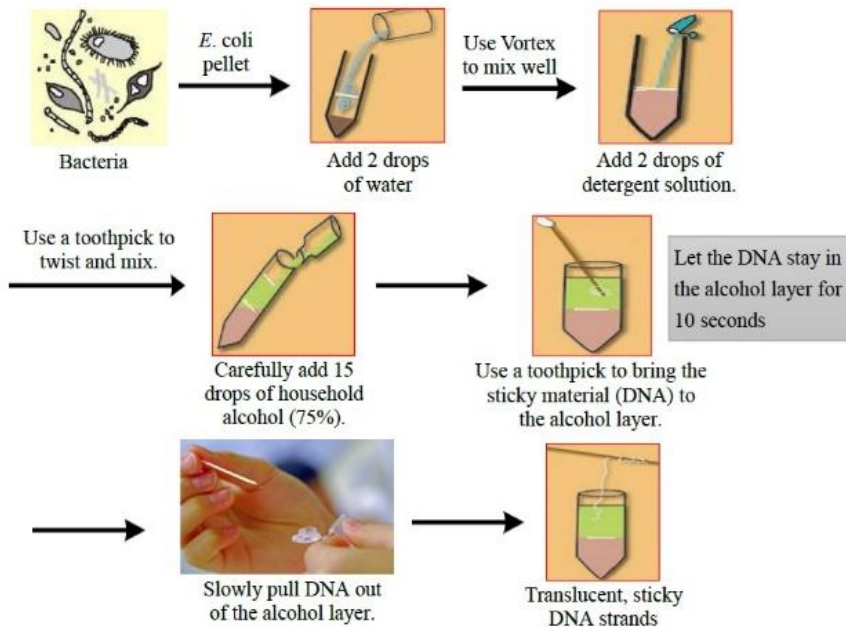 E. coli
pellet
Use Vortex
to mix well
Bacteria
Add 2 drops
of water
Add 2 drops of
detergent solution.
Use a toothpick to
twist and mix.
Let the DNA stay in
the alcohol layer for
10 seconds
Carefully add 15
drops of household
alcohol (75%).
Use a toothpick to bring the
sticky material (DNA) to
the alcohol layer.
Slowly pull DNA out
of the alcohol layer.
Translucent, sticky
DNA strands